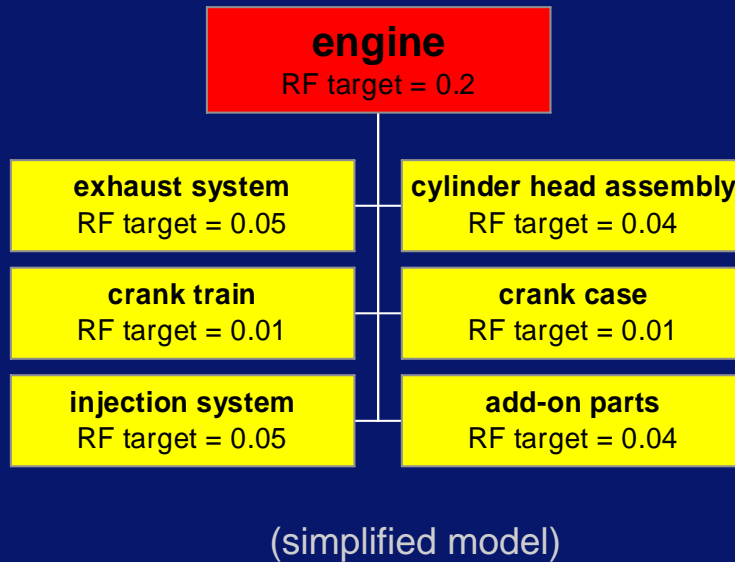 engine
RF target = 0.2
exhaust system
RF target = 0.05
cylinder head assembly
RF target = 0.04
crank train
RF target = 0.01
crank case
RF target = 0.01
injection system
RF target = 0.05
add-on parts
RF target = 0.04
(simplified model)